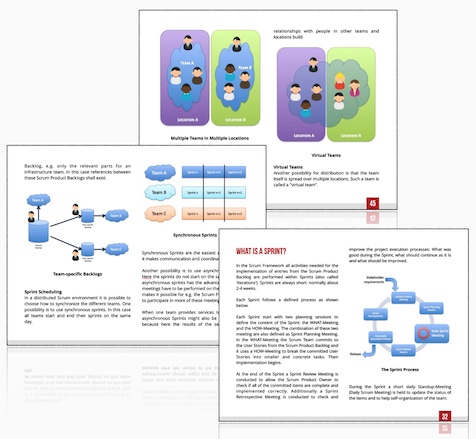 relationships with people in other teams and
locations build.
TEAM A
TEAM B
TEAM A
LOCATION A
LOCATION B
LOCATION A
LOCATION B
Multiple Teams in Multiple Locations
Virtual Teams
Virtual Teams
Another possibility for distribution is that the team
itself is spread over multiple locations. Such a team is
called a "virtual team".
45
Backlog, e.g. only the relevant parts for an
infrastructure team. In this case references between
these Scrum Product Backlogs shall exist.
Team A
Team B
Team-specific Backlogs
Sprint Scheduling
In a distributed Scrum environment it is possible to
choose how to synchronize the different teams. One
possibility is to use synchronous sprints. In this case
all teams start and end their sprints on the same
day.
Team A
Team B
Team C
Synchronous Sprints
Synchronous Sprints are the easiest
It makes communication and coordin
Another possibility is to use asynchron
Here the sprints do not start on the sa
asynchronous sprints has the advanta
meetings have to be performed on the
makes it possible for e.g. the Scrum P
to participate in more of these meeting
When one team provides services t
asynchronous Sprints might also be
because here the results of the se
WHAT IS A SPRINT?
In the Scrum Framework all activities needed for the
implementation of entries from the Scrum Product
Backlog are performed within Sprints (also called
'Iterations'). Sprints are always short: normally about
2-4 weeks.
Each Sprint follows a defined process as shown
below.
Each Sprint start with two planning sessions to
define the content of the Sprint: the WHAT-Meeting
and the HOW-Meeting. The combination of these two
meeting are also defined as Sprint Planning Meeting.
In the WHAT-Meeting the Scrum Team commits to
the User Stories from the Scrum Product Backlog and
it uses a HOW-Meeting to break the committed User
Stories into smaller and concrete tasks. Then
implementation begins.
At the end of the Sprint a Sprint Review Meeting is
conducted to allow the Scrum Product Owner to
check if all of the committed items are complete and
implemented correctly. Additionally a Sprint
Retrospective Meeting is conducted to check and
improve the project execution processes: What was
good during the Sprint, what should continue as it is
and what should be improved.
Stakeholder
requirements
Daily Scrum
Meeting
Release
The Sprint Process
During the Sprint a short daily Standup-Meeting
(Daily Scrum Meeting) is held to update the status of
the items and to help self-organization of the team.
32